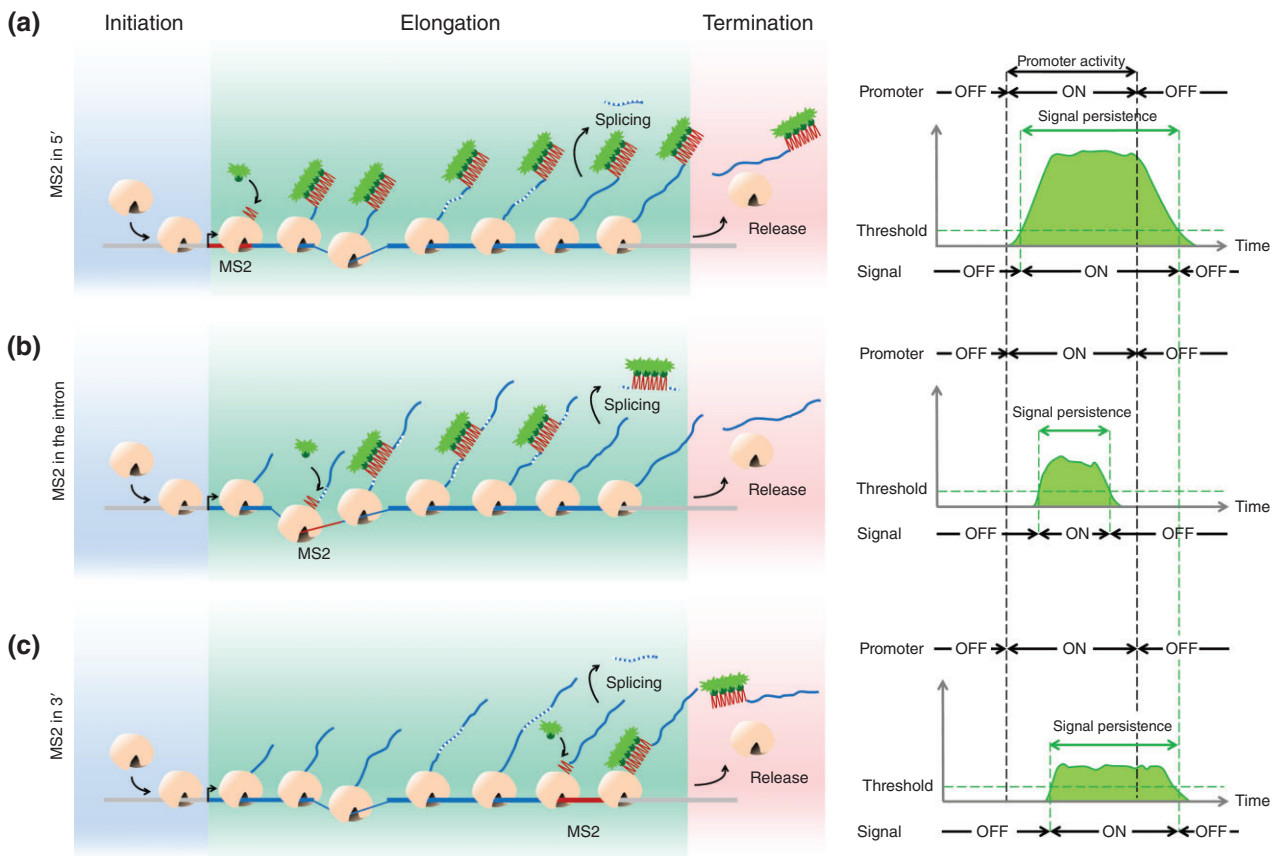 (a)
Initiation
Elongation
Termination
MS2 in 5′
Splicing
MS2
Release
Promoter activity
Promoter
OFF
ON
OFF
Signal persistence
Threshold
Time
Signal
OFF
ON
OFF
(b)
MS2 in the intron
Splicing
MS2
Release
Promoter
OFF
ON
OFF
Signal persistence
Threshold
Time
Signal
OFF
ON
OFF
(c)
MS2 in 3′
Splicing
MS2
Release
Promoter
OFF
ON
OFF
Signal persistence
Threshold
Time
Signal
OFF
ON
OFF